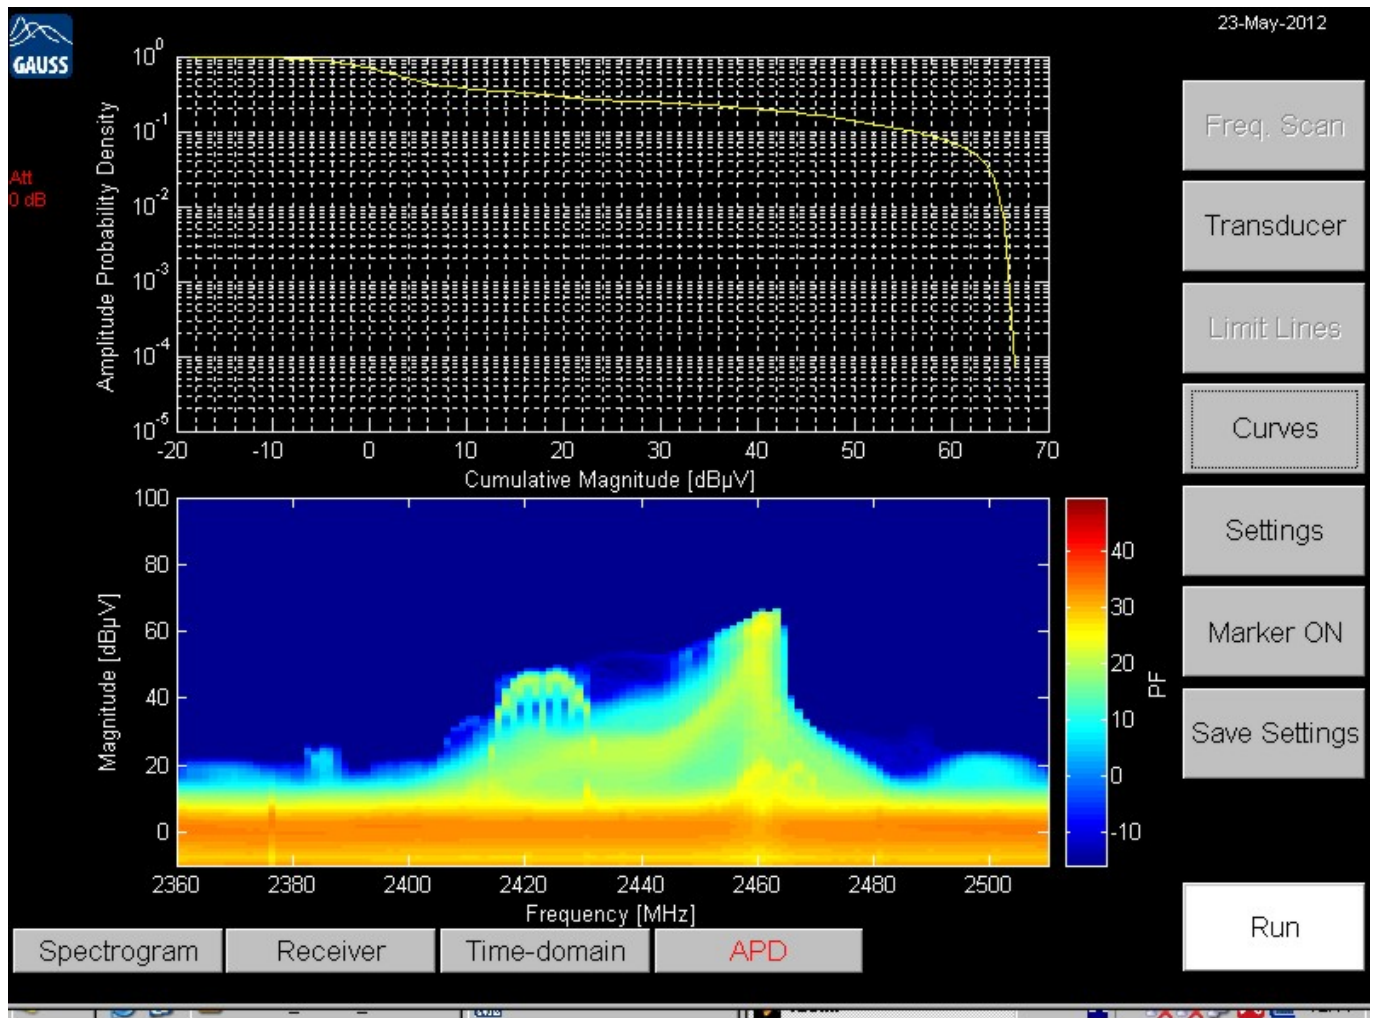 23-May-2012
GAUSS
Att
0 dB
10^0
10^-1
10^-2
10^-3
10^-4
10^-5
Amplitude Probability Density
-20 -10 0 10 20 30 40 50 60 70
Cumulative Magnitude [dBµV]
100
80
60
40
20
0
Magnitude [dBµV]
2360 2380 2400 2420 2440 2460 2480 2500
Frequency [MHz]
40
30
20
10
0
-10
PF
Freq. Scan
Transducer
Limit Lines
Curves
Settings
Marker ON
Save Settings
Run
Spectrogram Receiver Time-domain APD